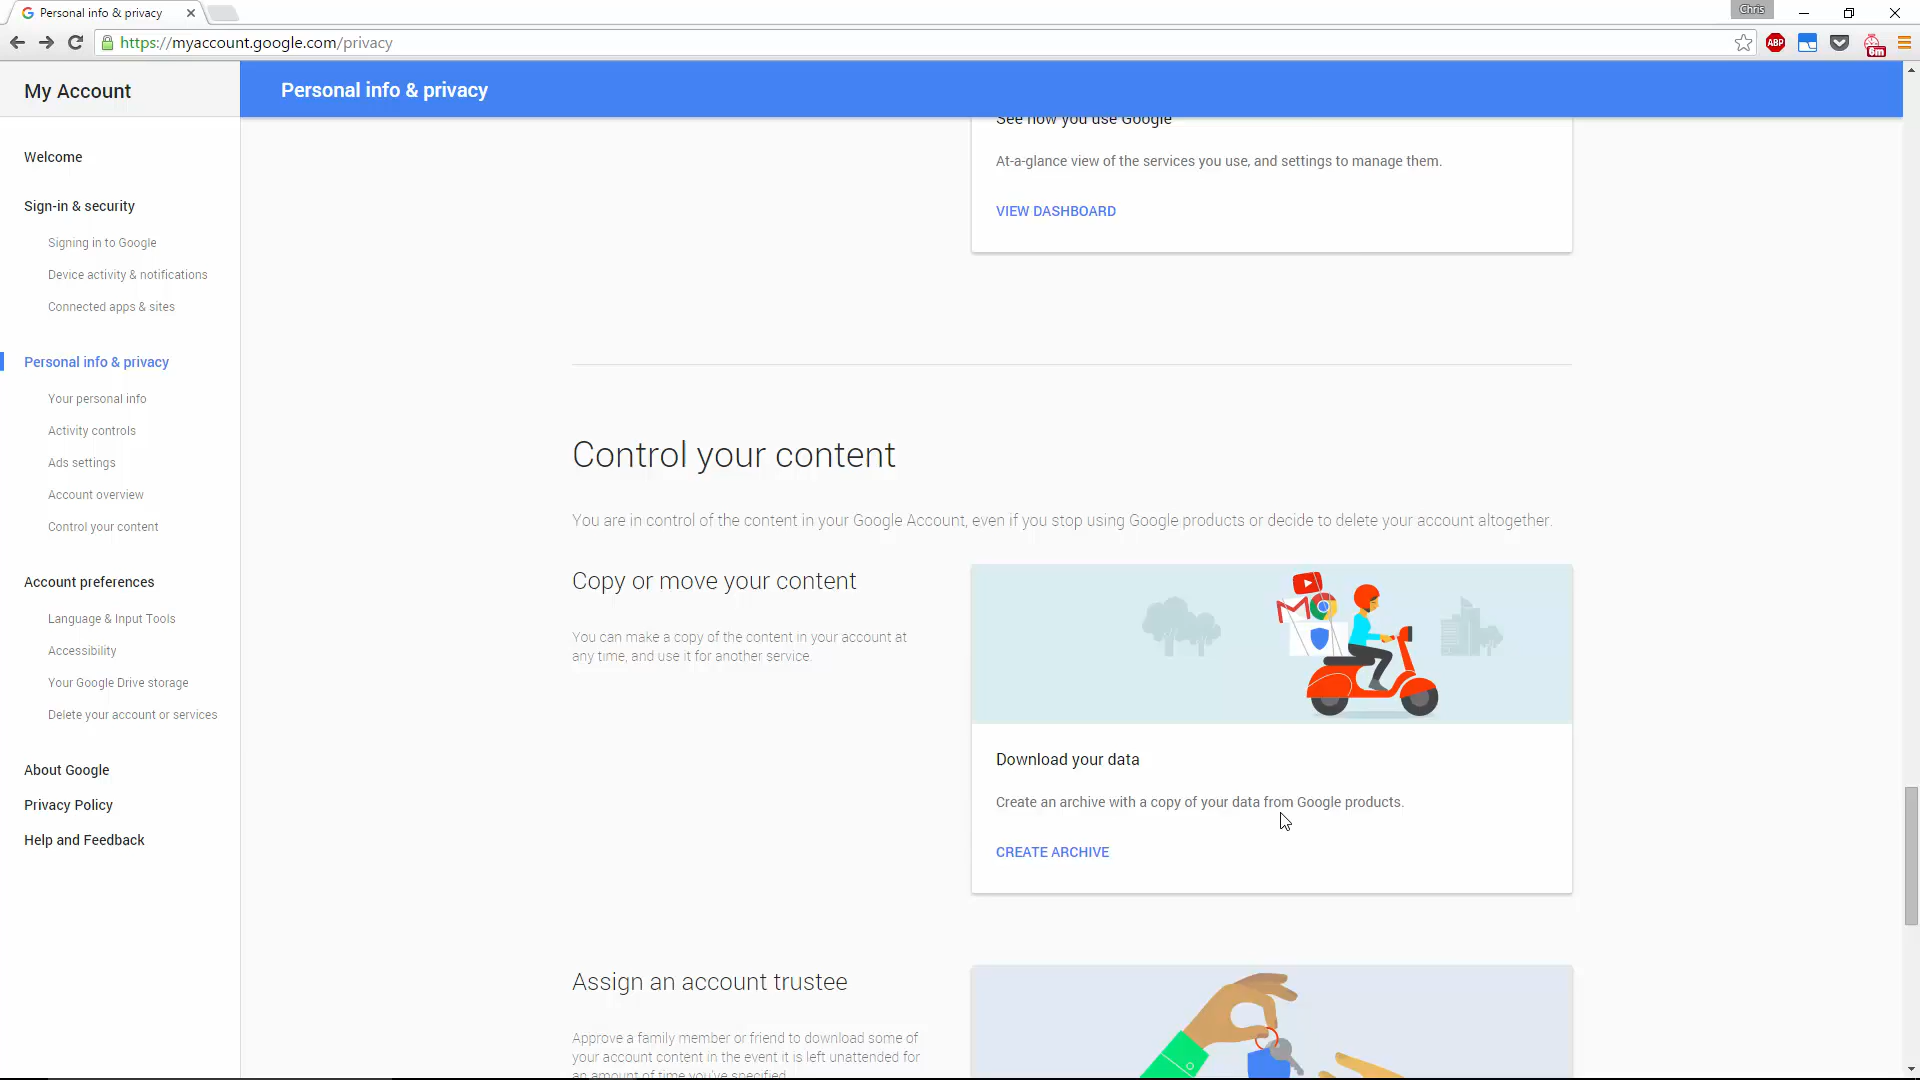 Personal info & privacy
Chris
https://myaccount.google.com/privacy
ABP
6m
My Account
Personal info & privacy
Welcome
Sign-in & security
Signing in to Google
Device activity & notifications
Connected apps & sites
Personal info & privacy
Your personal info
Activity controls
Ads settings
Account overview
Control your content
Account preferences
Language & Input Tools
Accessibility
Your Google Drive storage
Delete your account or services
About Google
Privacy Policy
Help and Feedback
See how you use Google
At-a-glance view of the services you use, and settings to manage them.
VIEW DASHBOARD
Control your content
You are in control of the content in your Google Account, even if you stop using Google products or decide to delete your account altogether.
Copy or move your content
You can make a copy of the content in your account at
any time, and use it for another service.
Download your data
Create an archive with a copy of your data from Google products.
CREATE ARCHIVE
Assign an account trustee
Approve a family member or friend to download some of
your account content in the event it is left unattended for
an amount of time you've specified.